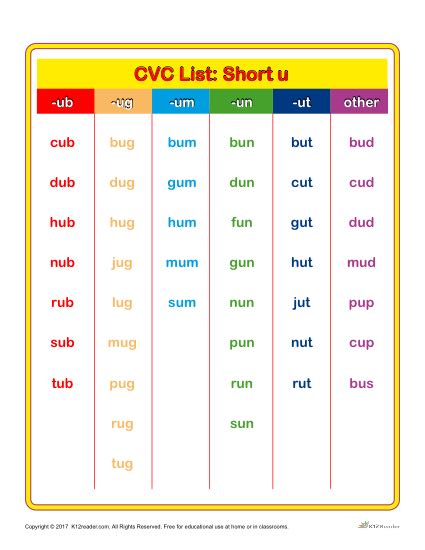 CVC List: Short u
-ub -ug -um -un -ut other
cub bug bum bun but bud
dub dug gum dun cut cud
hub hug hum fun gut dud
nub jug mum gun hut mud
rub lug sum nun jut pup
sub mug pun nut cup
tub pug run rut bus
rug sun
tug
Copyright © 2017 K12reader.com. All Rights Reserved. Free for educational use at home or in classrooms.
K12Reader